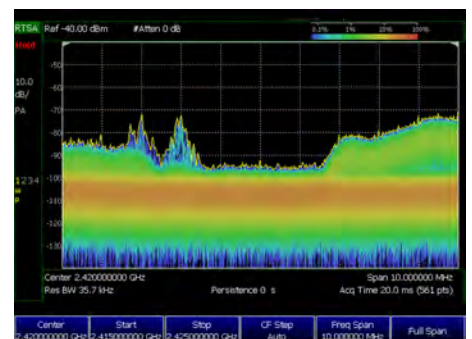 RTSA Ref -40.00 dBm #Atten 0 dB
0.1% 1% 10% 100%
Hold
10.0
dB/
PA
-50
-60
-70
-80
-90
-100
-110
-120
-130
1234
W
P
Center 2.420000000 GHz Span 10.000000 MHz
Res BW 35.7 kHz Persistence 0 s Acq Time 20.0 ms (561 pts)
Center Start Stop CF Step Freq Span Full Span
2.420000000 GHz 2.415000000 GHz 2.425000000 GHz Auto 10.000000 MHz